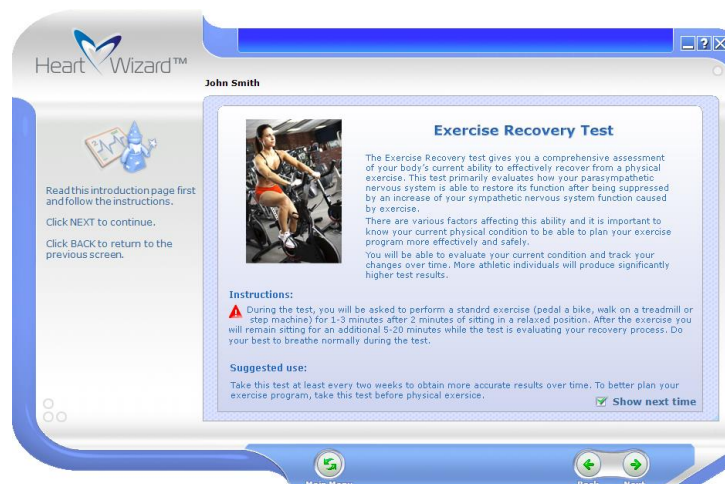 Heart Wizard™
John Smith
Read this introduction page first
and follow the instructions.
Click NEXT to continue.
Click BACK to return to the
previous screen.
Exercise Recovery Test
The Exercise Recovery test gives you a comprehensive assessment
of your body's current ability to effectively recover from a physical
exercise. This test primarily evaluates how your parasympathetic
nervous system is able to restore its function after being suppressed
by an increase of your sympathetic nervous system function caused
by exercise.
There are various factors affecting this ability and it is important to
know your current physical condition to be able to plan your exercise
program more effectively and safely.
You will be able to evaluate your current condition and track your
changes over time. More athletic individuals will produce significantly
higher test results.
Instructions:
During the test, you will be asked to perform a standrd exercise (pedal a bike, walk on a treadmill or
step machine) for 1-3 minutes after 2 minutes of sitting in a relaxed position. After the exercise you
will remain sitting for an additional 5-20 minutes while the test is evaluating your recovery process. Do
your best to breathe normally during the test.
Suggested use:
Take this test at least every two weeks to obtain more accurate results over time. To better plan your
exercise program, take this test before physical exersice.
Show next time
Main Menu
Back
Next